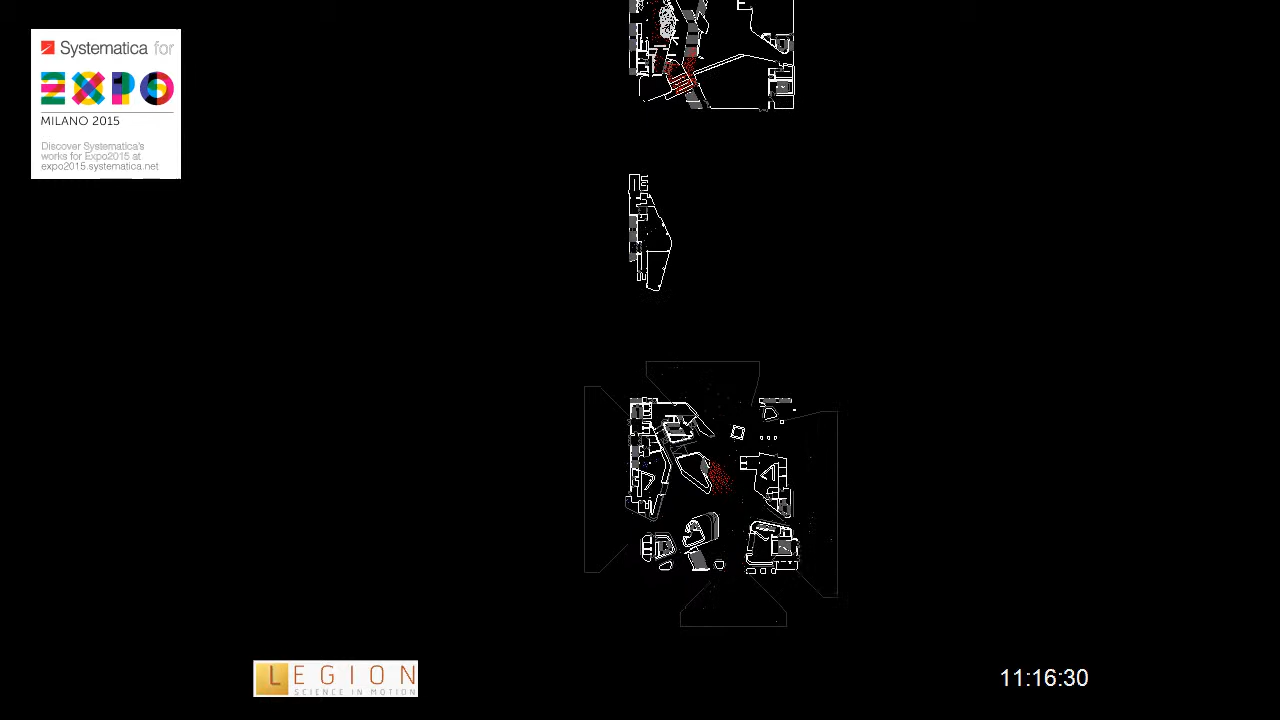 Systematica for
EXPO
MILANO 2015
Discover Systematica's
works for Expo2015 at
expo2015.systematica.net
LEGION
SCIENCE IN MOTION
11:16:30